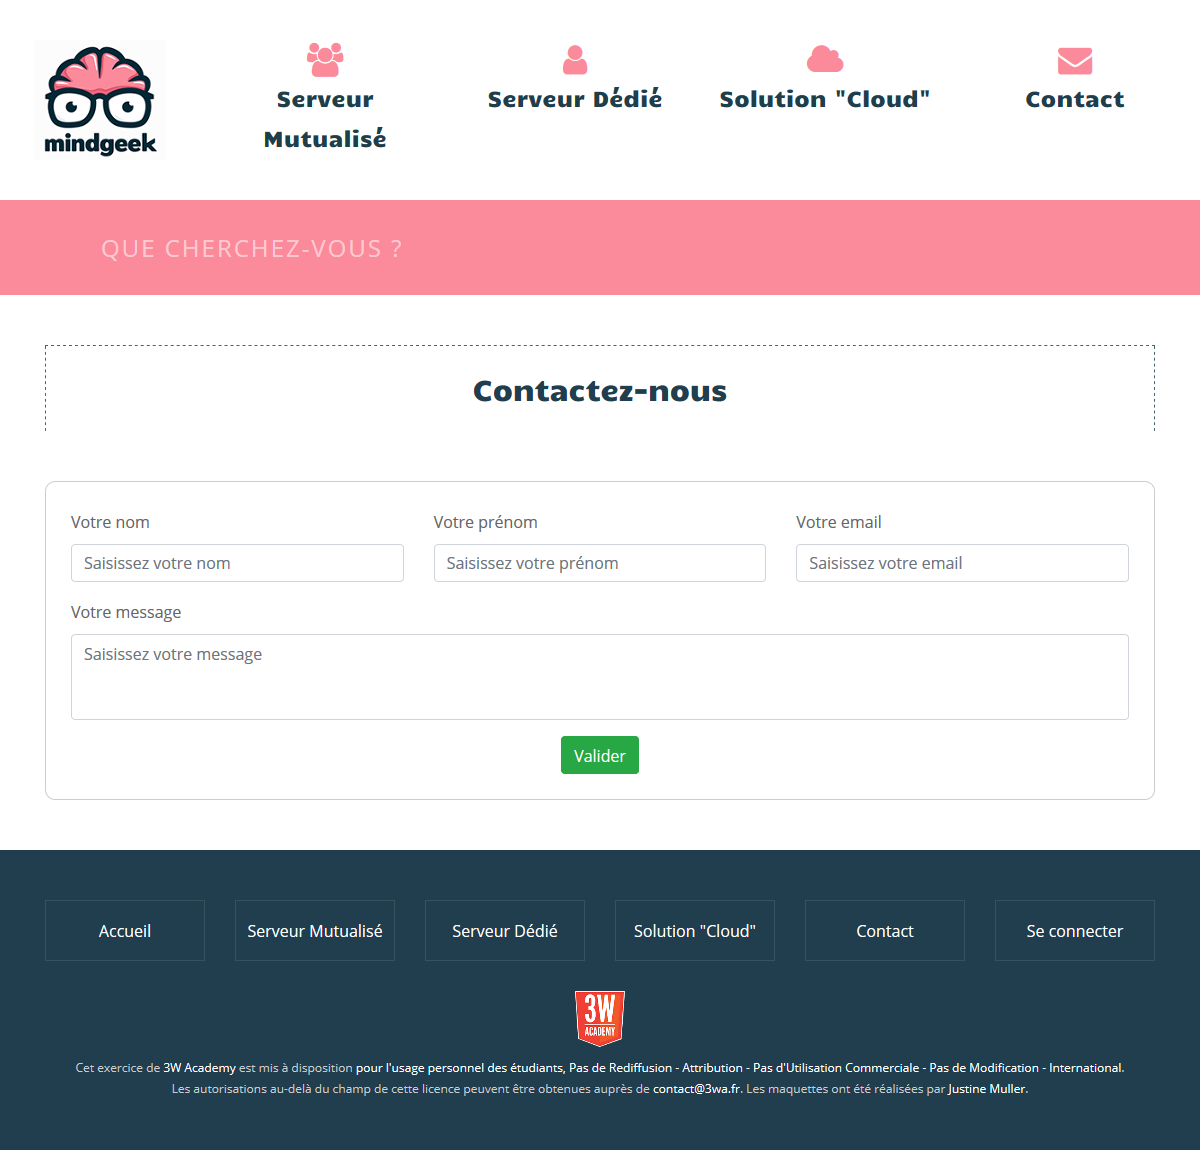 mindgeek
Serveur
Mutualisé
Serveur Dédié
Solution "Cloud"
Contact
QUE CHERCHEZ-VOUS ?
Contactez-nous
Votre nom
Votre prénom
Votre email
Saisissez votre nom
Saisissez votre prénom
Saisissez votre email
Votre message
Saisissez votre message
Valider
Accueil
Serveur Mutualisé
Serveur Dédié
Solution "Cloud"
Contact
Se connecter
3W
ACADEMY
Cet exercice de 3W Academy est mis à disposition pour l'usage personnel des étudiants, Pas de Rediffusion - Attribution - Pas d'Utilisation Commerciale - Pas de Modification - International.
Les autorisations au-delà du champ de cette licence peuvent être obtenues auprès de contact@3wa.fr. Les maquettes ont été réalisées par Justine Muller.